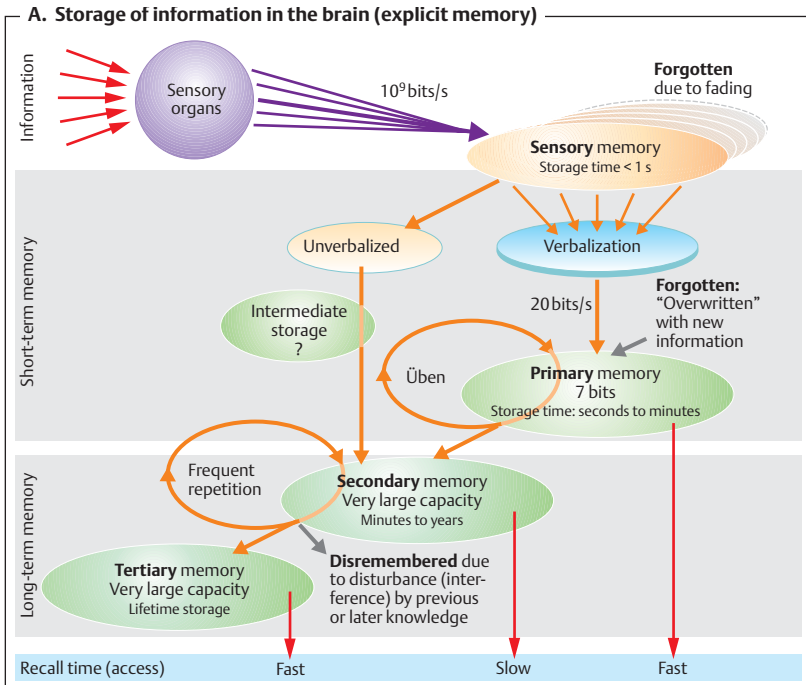 A. Storage of information in the brain (explicit memory)
Information
Sensory
organs
10⁹ bits/s
Forgotten
due to fading
Sensory memory
Storage time < 1 s
Short-term memory
Unverbalized
Verbalization
Intermediate
storage
?
20 bits/s
Forgotten:
“Overwritten”
with new
information
Üben
Primary memory
7 bits
Storage time: seconds to minutes
Long-term memory
Frequent
repetition
Secondary memory
Very large capacity
Minutes to years
Tertiary memory
Very large capacity
Lifetime storage
Disremembered due
to disturbance (inter-
ference) by previous
or later knowledge
Recall time (access)
Fast
Slow
Fast